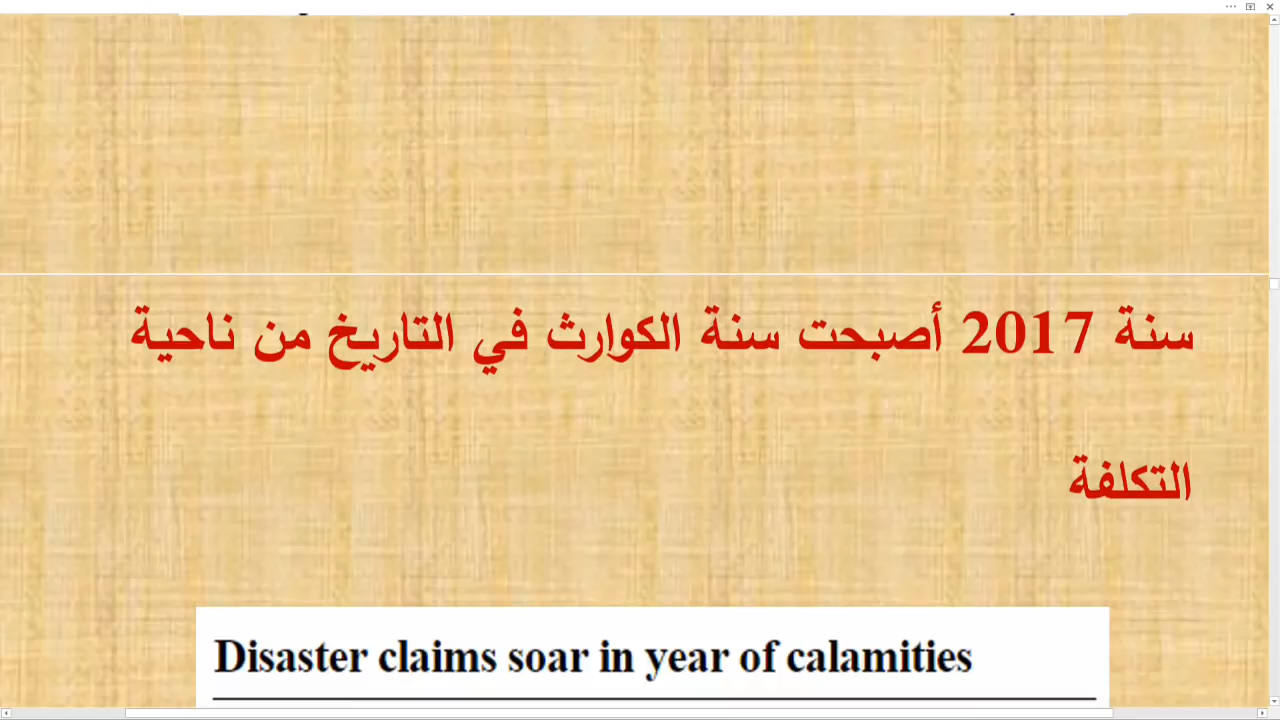 سنة 2017 أصبحت سنة الكوارث في التاريخ من ناحية
التكلفة
Disaster claims soar in year of calamities